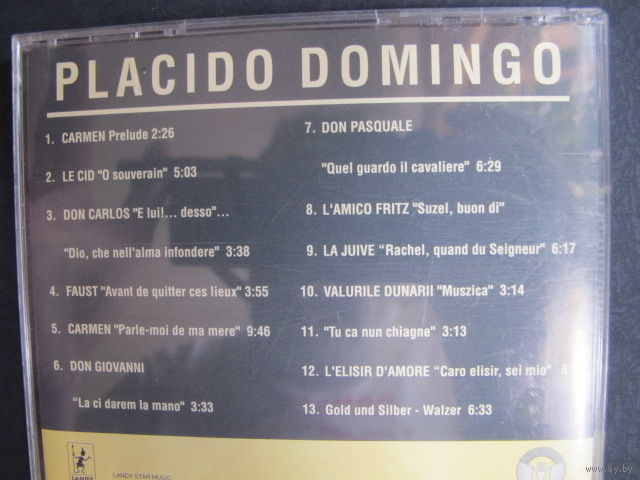 PLACIDO DOMINGO
1. CARMEN Prelude 2:26
2. LE CID "O souverain" 5:03
3. DON CARLOS "E lui!... desso"...
"Dio, che nell'alma infondere" 3:38
4. FAUST "Avant de quitter ces lieux" 3:55
5. CARMEN "Parle-moi de ma mere" 9:46
6. DON GIOVANNI
"La ci darem la mano" 3:33
7. DON PASQUALE
"Quel guardo il cavaliere" 6:29
8. L'AMICO FRITZ "Suzel, buon di"
9. LA JUIVE "Rachel, quand du Seigneur" 6:17
10. VALURILE DUNARII "Muszica" 3:14
11. "Tu ca nun chiagne" 3:13
12. L'ELISIR D'AMORE "Caro elisir, sei mio"
13. Gold und Silber - Walzer 6:33
LANDY
LANDY STAR MUSIC
www.ay.by